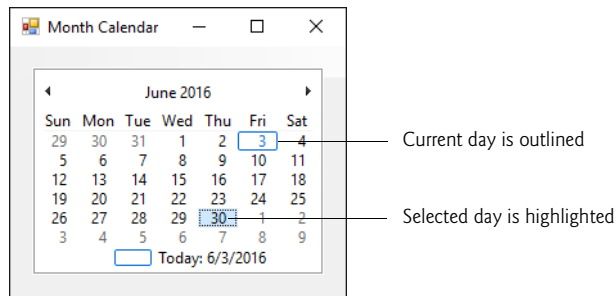 Month Calendar
June 2016
Sun Mon Tue Wed Thu Fri Sat
29 30 31 1 2 3 4
5 6 7 8 9 10 11
12 13 14 15 16 17 18
19 20 21 22 23 24 25
26 27 28 29 30 1 2
3 4 5 6 7 8 9
Today: 6/3/2016
Current day is outlined
Selected day is highlighted